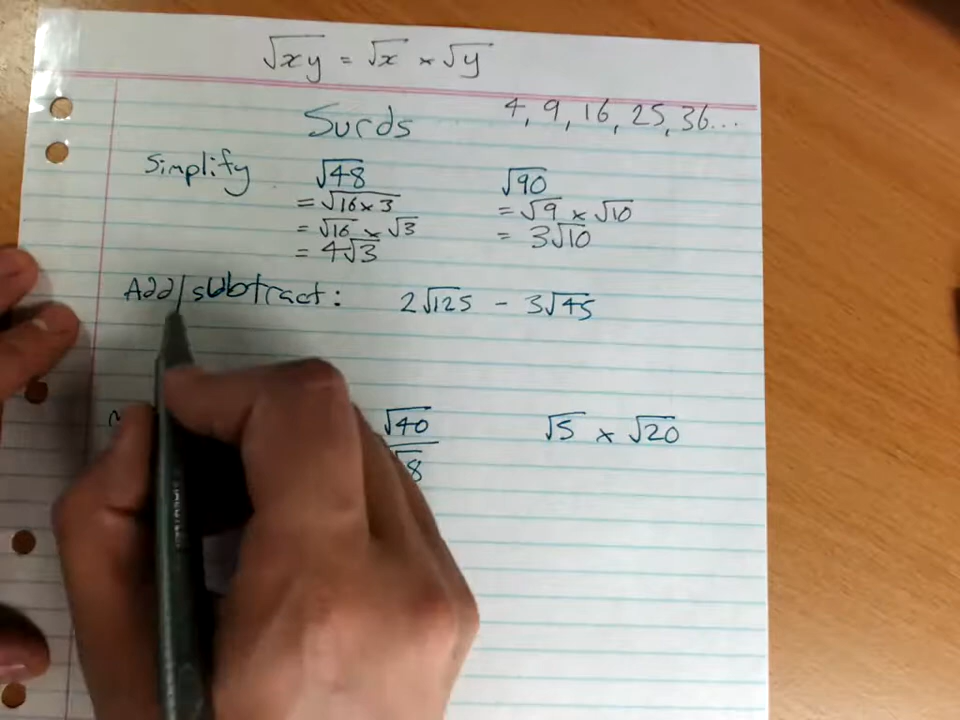 √xy = √x × √y
Surds 4, 9, 16, 25, 36...
Simplify √48 √90
= √16 x 3 = √9 x √10
= √16 x √3 = 3√10
= 4√3
Add/subtract: 2√125 - 3√45
√40 √5 x √20
√8